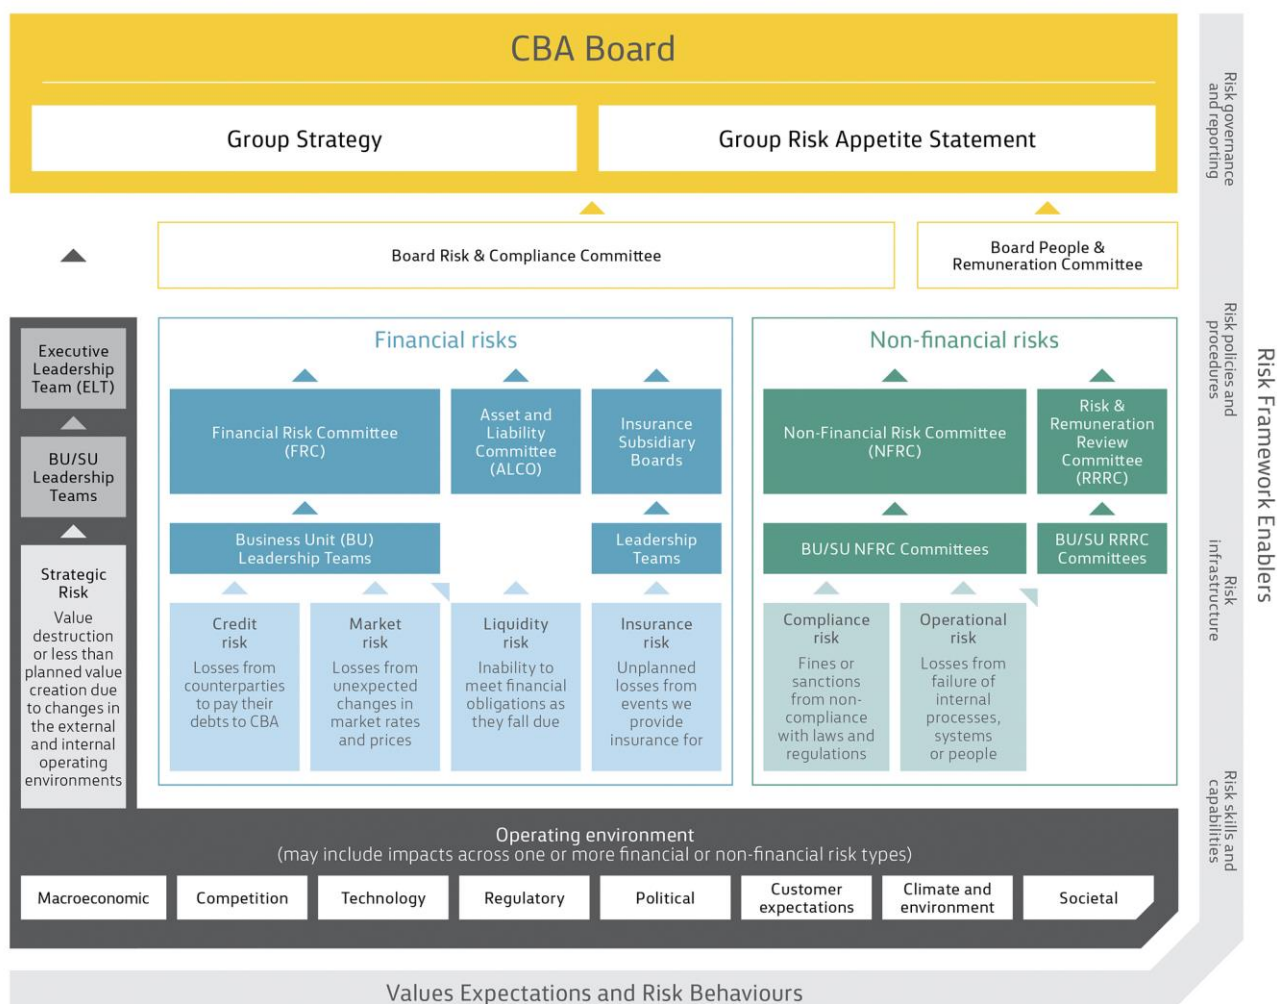 CBA Board
Group Strategy
Group Risk Appetite Statement
Board Risk & Compliance Committee
Board People &
Remuneration Committee
Executive
Leadership
Team (ELT)
BU/SU
Leadership
Teams
Strategic
Risk
Value
destruction
or less than
planned value
creation due
to changes in
the external
and internal
operating
environments
Financial risks
Financial Risk Committee
(FRC)
Asset and
Liability
Committee
(ALCO)
Insurance
Subsidiary
Boards
Business Unit (BU)
Leadership Teams
Leadership
Teams
Credit
risk
Losses from
counterparties
to pay their
debts to CBA
Market
risk
Losses from
unexpected
changes in
market rates
and prices
Liquidity
risk
Inability to
meet financial
obligations as
they fall due
Insurance
risk
Unplanned
losses from
events we
provide
insurance for
Non-financial risks
Non-Financial Risk Committee
(NFRC)
Risk &
Remuneration
Review
Committee
(RRRC)
BU/SU NFRC Committees
BU/SU RRRC
Committees
Compliance
risk
Fines or
sanctions
from non-
compliance
with laws and
regulations
Operational
risk
Losses from
failure of
internal
processes,
systems
or people
Operating environment
(may include impacts across one or more financial or non-financial risk types)
Macroeconomic
Competition
Technology
Regulatory
Political
Customer
expectations
Climate and
environment
Societal
Values Expectations and Risk Behaviours
Risk governance
and reporting
Risk policies and
procedures
Risk
infrastructure
Risk skills and
capabilities
Risk Framework Enablers